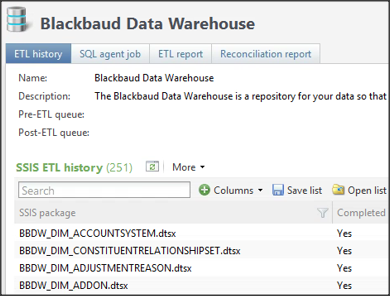 Blackbaud Data Warehouse
ETL history SQL agent job ETL report Reconciliation report
Name: Blackbaud Data Warehouse
Description: The Blackbaud Data Warehouse is a repository for your data so that
Pre-ETL queue:
Post-ETL queue:
SSIS ETL history (251) More
Search Columns Save list Open list
SSIS package Completed
BBDW_DIM_ACCOUNTSYSTEM.dtsx Yes
BBDW_DIM_CONSTITUENTRELATIONSHIPSET.dtsx Yes
BBDW_DIM_ADJUSTMENTREASON.dtsx Yes
BBDW_DIM_ADDON.dtsx Yes